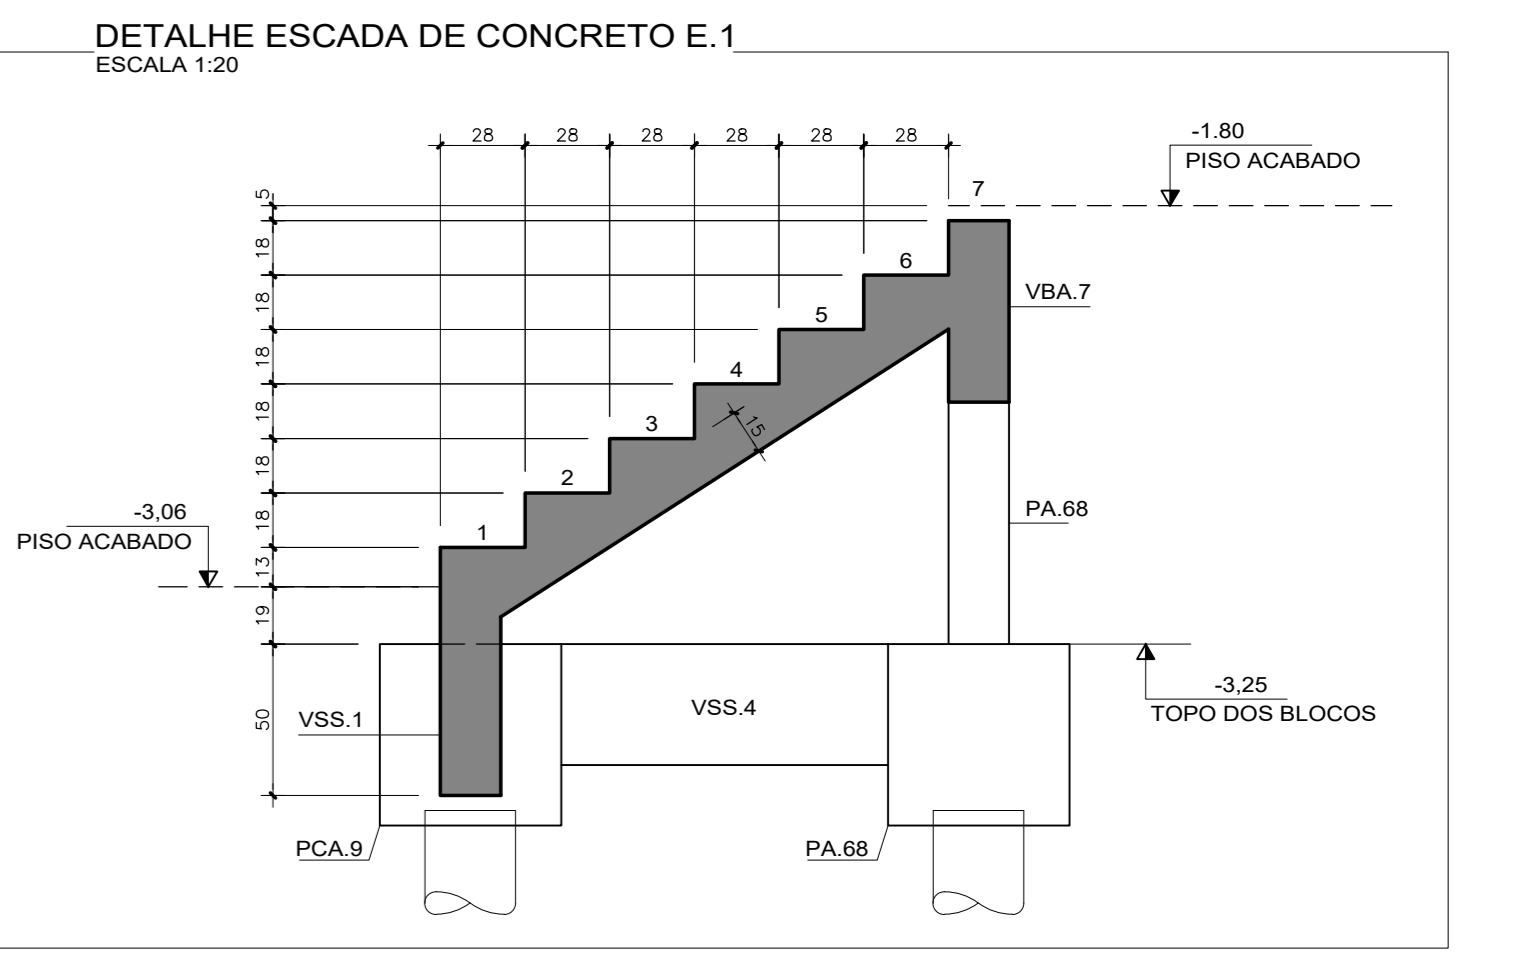 DETALHE ESCADA DE CONCRETO E.1
ESCALA 1:20
28 28 28 28 28 28
-1.80
PISO ACABADO
7
5
18
6
18
VBA.7
5
18
4
18
3
15
18
2
-3,06
PISO ACABADO
18
1
PA.68
13
19
-3,25
TOPO DOS BLOCOS
50
VSS.1
VSS.4
PCA.9
PA.68